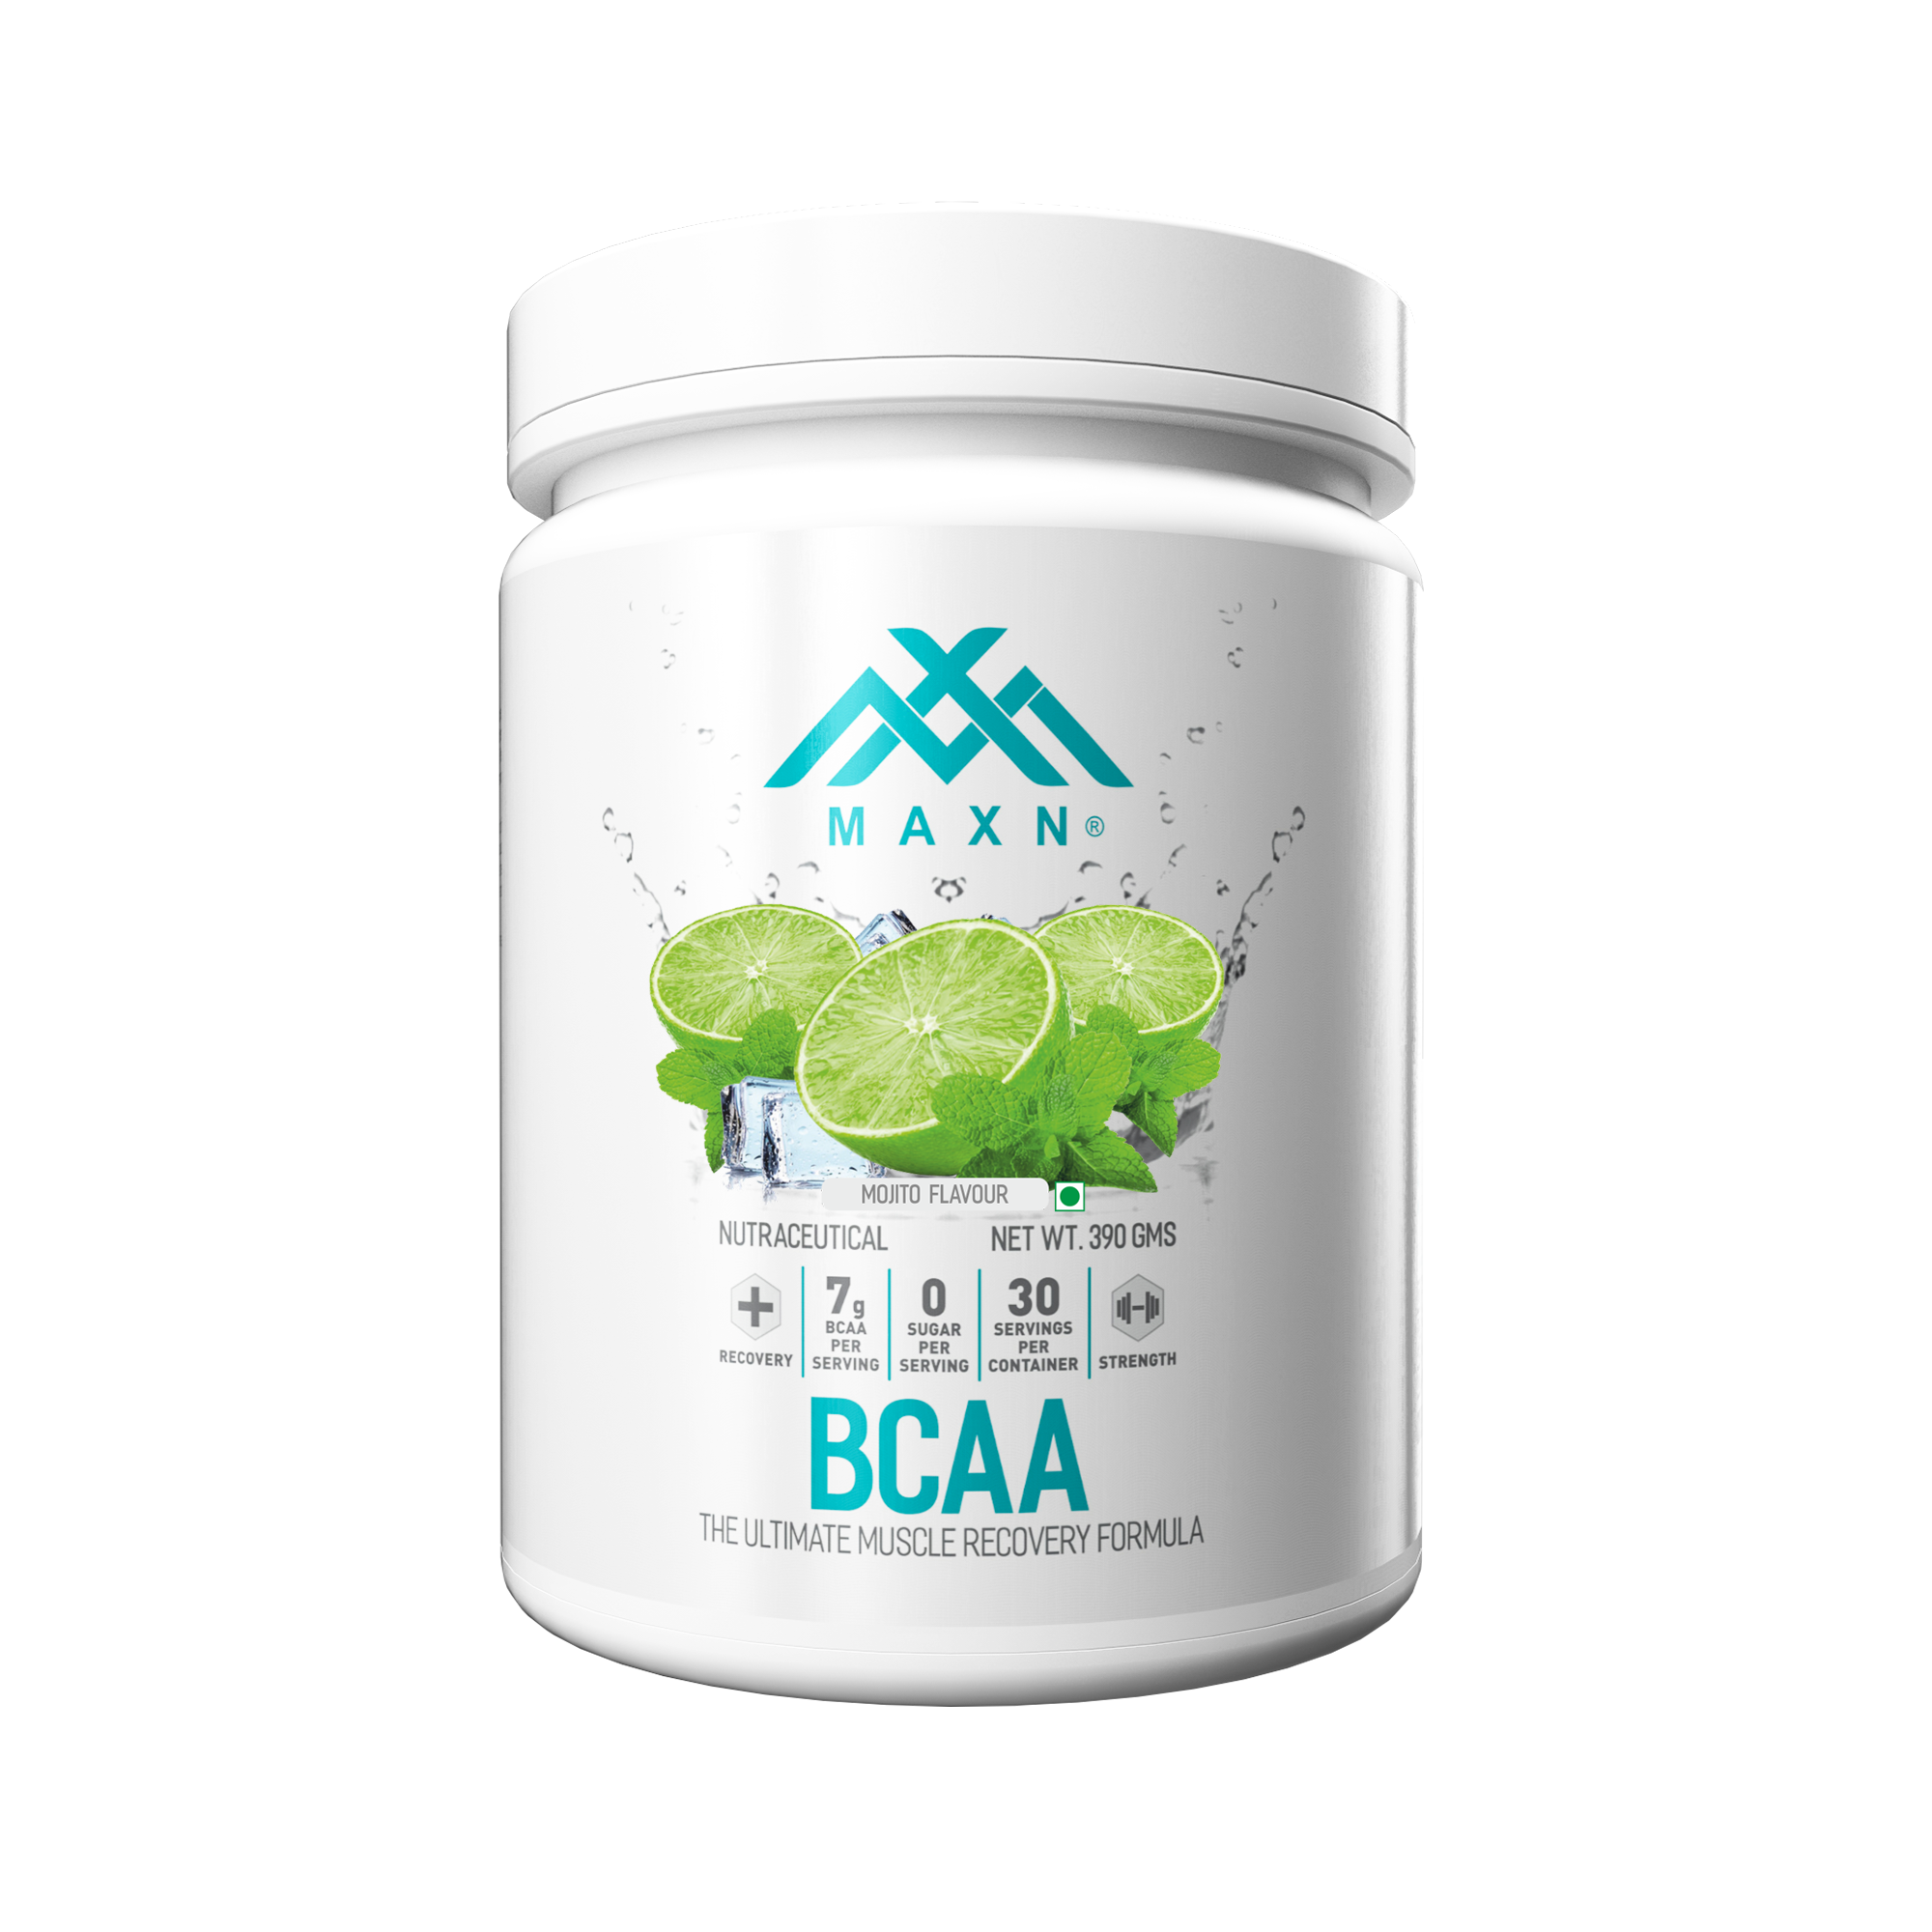 MAXN®
MOJITO FLAVOUR
NUTRACEUTICAL
NET WT. 390 GMS
RECOVERY
7g
BCAA
PER
SERVING
0
SUGAR
PER
SERVING
30
SERVINGS
PER
CONTAINER
STRENGTH
BCAA
THE ULTIMATE MUSCLE RECOVERY FORMULA